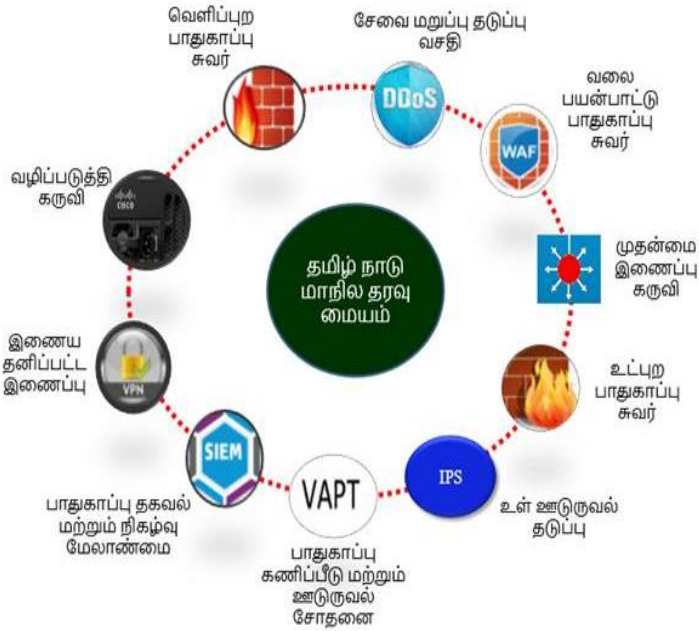 வெளிப்புற
பாதுகாப்பு
சுவர்
சேவை மறுப்பு தடுப்பு
வசதி
DDoS
வலை
பயன்பாட்டு
பாதுகாப்பு
சுவர்
WAF
முதன்மை
இணைப்பு
கருவி
உட்புற
பாதுகாப்பு
சுவர்
IPS
உள் ஊடுருவல்
தடுப்பு
VAPT
பாதுகாப்பு
கணிப்பீடு மற்றும்
ஊடுருவல்
சோதனை
SIEM
பாதுகாப்பு தகவல்
மற்றும் நிகழ்வு
மேலாண்மை
VPN
இணைய
தனிப்பட்ட
இணைப்பு
வழிப்படுத்தி
கருவி
CISCO
தமிழ் நாடு
மாநில தரவு
மையம்